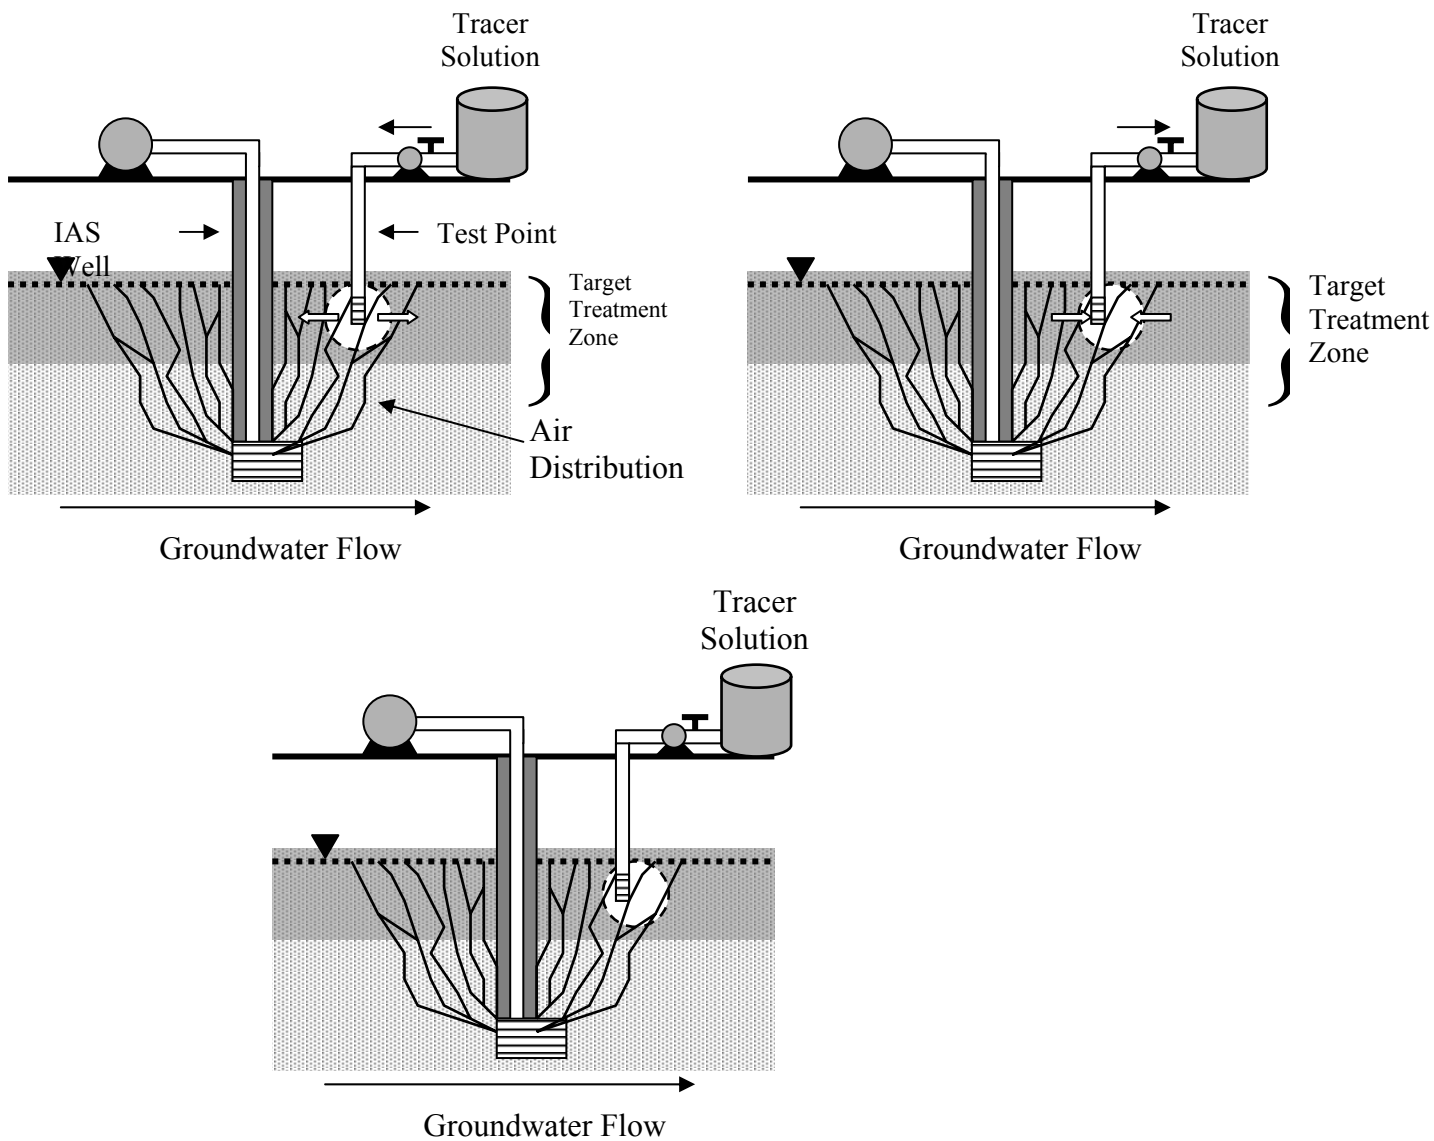 Tracer
Solution
IAS
Well
Test Point
Target
Treatment
Zone
Air
Distribution
Groundwater Flow
Tracer
Solution
Target
Treatment
Zone
Groundwater Flow
Tracer
Solution
Groundwater Flow